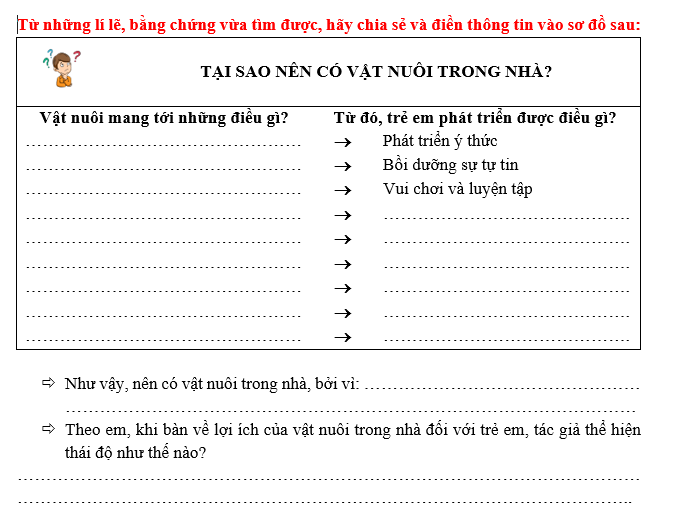 Từ những lí lẽ, bằng chứng vừa tìm được, hãy chia sẻ và điền thông tin vào sơ đồ sau:
TẠI SAO NÊN CÓ VẬT NUÔI TRONG NHÀ?
Vật nuôi mang tới những điều gì? Từ đó, trẻ em phát triển được điều gì?
…………………………………………… → Phát triển ý thức
…………………………………………… → Bồi dưỡng sự tự tin
…………………………………………… → Vui chơi và luyện tập
…………………………………………… → ………………………………………
…………………………………………… → ………………………………………
…………………………………………… → ………………………………………
…………………………………………… → ………………………………………
…………………………………………… → ………………………………………
…………………………………………… → ………………………………………
⇨ Như vậy, nên có vật nuôi trong nhà, bởi vì: ……………………………………………
……………………………………………………………………………………………
⇨ Theo em, khi bàn về lợi ích của vật nuôi trong nhà đối với trẻ em, tác giả thể hiện
thái độ như thế nào?
……………………………………………………………………………………………………
……………………………………………………………………………………………………